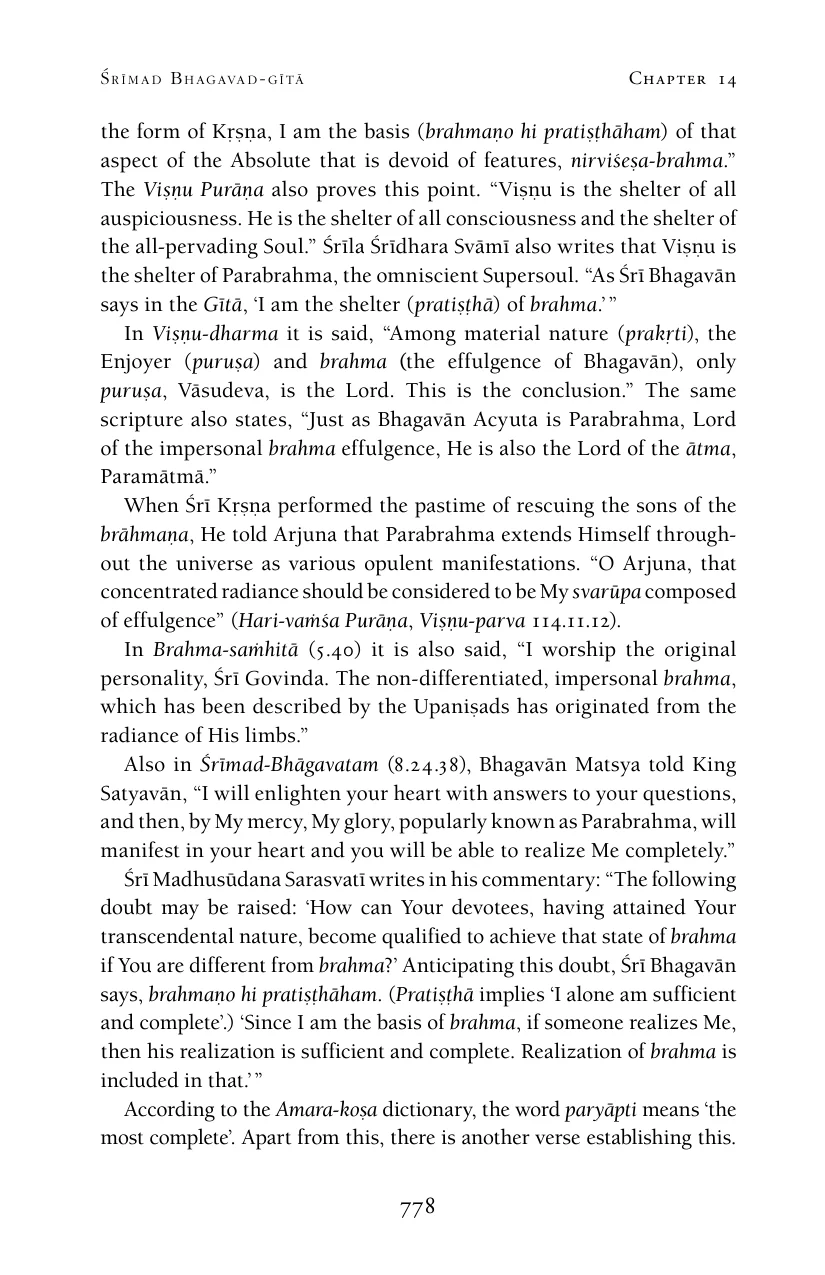 Śrīmad Bhagavad-gītā Chapter 14
the form of Kṛṣṇa, I am the basis (brahmaṇo hi pratiṣṭhāham) of that
aspect of the Absolute that is devoid of features, nirviśeṣa-brahma.”
The Viṣṇu Purāṇa also proves this point. “Viṣṇu is the shelter of all
auspiciousness. He is the shelter of all consciousness and the shelter of
the all-pervading Soul.” Śrīla Śrīdhara Svāmī also writes that Viṣṇu is
the shelter of Parabrahma, the omniscient Supersoul. “As Śrī Bhagavān
says in the Gītā, ‘I am the shelter (pratiṣṭhā) of brahma.’ ”
In Viṣṇu-dharma it is said, “Among material nature (prakṛti), the
Enjoyer (puruṣa) and brahma (the effulgence of Bhagavān), only
puruṣa, Vāsudeva, is the Lord. This is the conclusion.” The same
scripture also states, “Just as Bhagavān Acyuta is Parabrahma, Lord
of the impersonal brahma effulgence, He is also the Lord of the ātma,
Paramātmā.”
When Śrī Kṛṣṇa performed the pastime of rescuing the sons of the
brāhmaṇa, He told Arjuna that Parabrahma extends Himself through-
out the universe as various opulent manifestations. “O Arjuna, that
concentrated radiance should be considered to be My svarūpa composed
of effulgence” (Hari-vaṁśa Purāṇa, Viṣṇu-parva 114.11.12).
In Brahma-saṁhitā (5.40) it is also said, “I worship the original
personality, Śrī Govinda. The non-differentiated, impersonal brahma,
which has been described by the Upaniṣads has originated from the
radiance of His limbs.”
Also in Śrīmad-Bhāgavatam (8.24.38), Bhagavān Matsya told King
Satyavān, “I will enlighten your heart with answers to your questions,
and then, by My mercy, My glory, popularly known as Parabrahma, will
manifest in your heart and you will be able to realize Me completely.”
Śrī Madhusūdana Sarasvatī writes in his commentary: “The following
doubt may be raised: ‘How can Your devotees, having attained Your
transcendental nature, become qualified to achieve that state of brahma
if You are different from brahma?’ Anticipating this doubt, Śrī Bhagavān
says, brahmaṇo hi pratiṣṭhāham. (Pratiṣṭhā implies ‘I alone am sufficient
and complete’.) ‘Since I am the basis of brahma, if someone realizes Me,
then his realization is sufficient and complete. Realization of brahma is
included in that.’ ”
According to the Amara-koṣa dictionary, the word paryāpti means ‘the
most complete’. Apart from this, there is another verse establishing this.
778